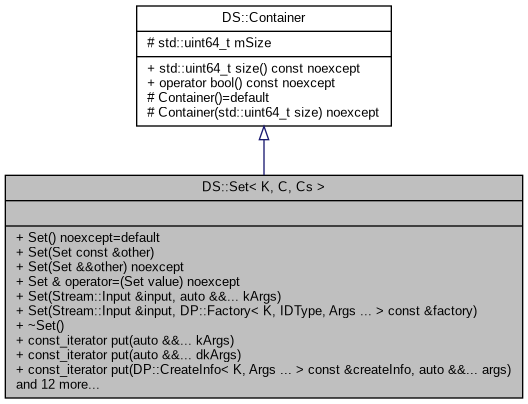 DS::Container
# std::uint64_t mSize
+ std::uint64_t size() const noexcept
+ operator bool() const noexcept
# Container()=default
# Container(std::uint64_t size) noexcept
DS::Set< K, C, Cs >
+ Set() noexcept=default
+ Set(Set const &other)
+ Set(Set &&other) noexcept
+ Set & operator=(Set value) noexcept
+ Set(Stream::Input &input, auto &&... kArgs)
+ Set(Stream::Input &input, DP::Factory< K, IDType, Args ... > const &factory)
+ ~Set()
+ const_iterator put(auto &&... kArgs)
+ const_iterator put(auto &&... dkArgs)
+ const_iterator put(DP::CreateInfo< K, Args ... > const &createInfo, auto &&... args)
and 12 more...